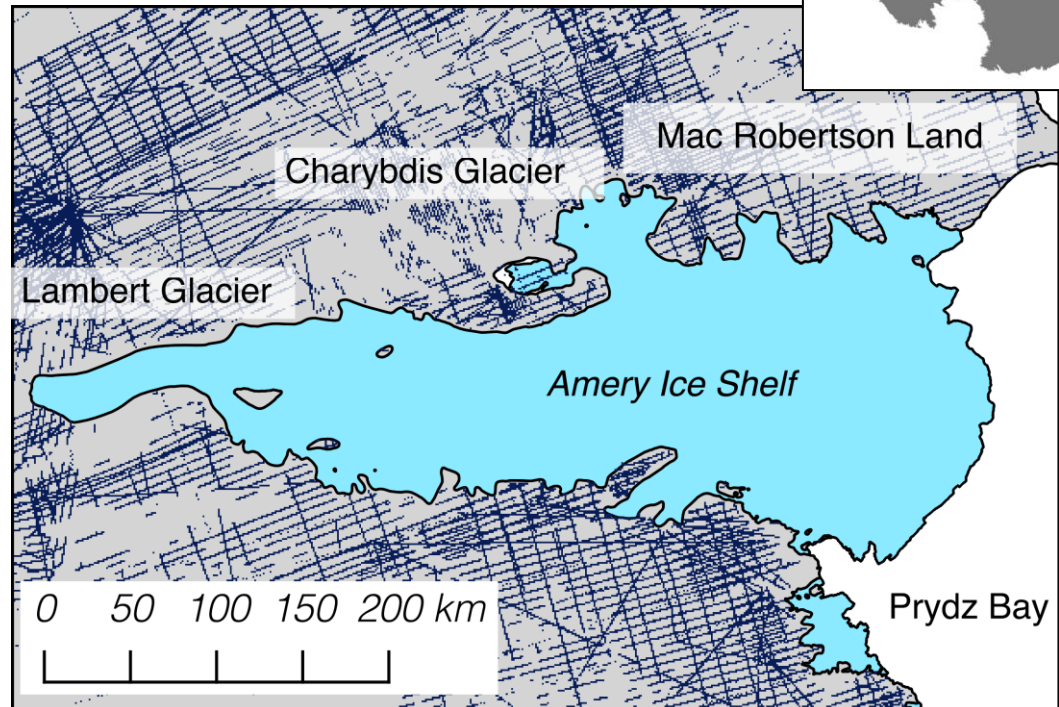 Mac Robertson Land
Charybdis Glacier
Lambert Glacier
Amery Ice Shelf
Prydz Bay
0 50 100 150 200 km